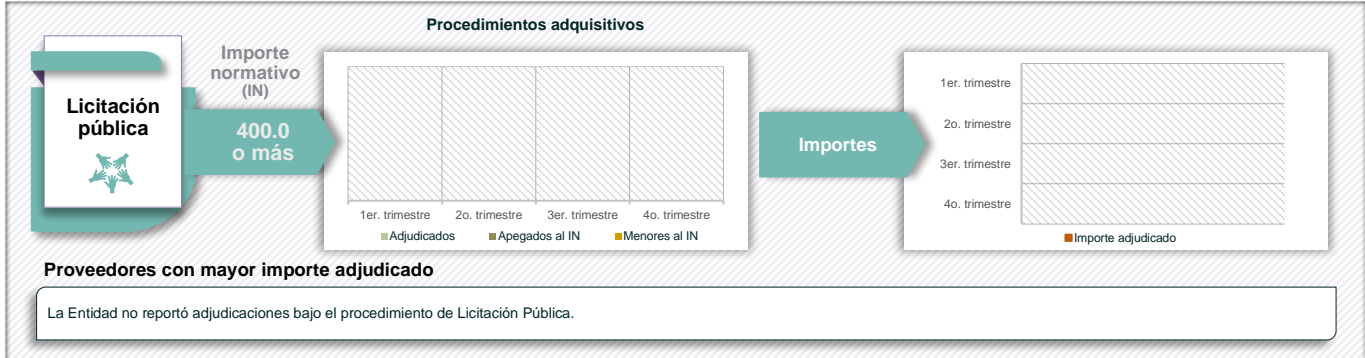 Procedimientos adquisitivos
Licitación
pública
Importe
normativo
(IN)
400.0
o más
1er. trimestre
2o. trimestre
3er. trimestre
4o. trimestre
Adjudicados
Apegados al IN
Menores al IN
Importes
1er. trimestre
2o. trimestre
3er. trimestre
4o. trimestre
Importe adjudicado
Proveedores con mayor importe adjudicado
La Entidad no reportó adjudicaciones bajo el procedimiento de Licitación Pública.